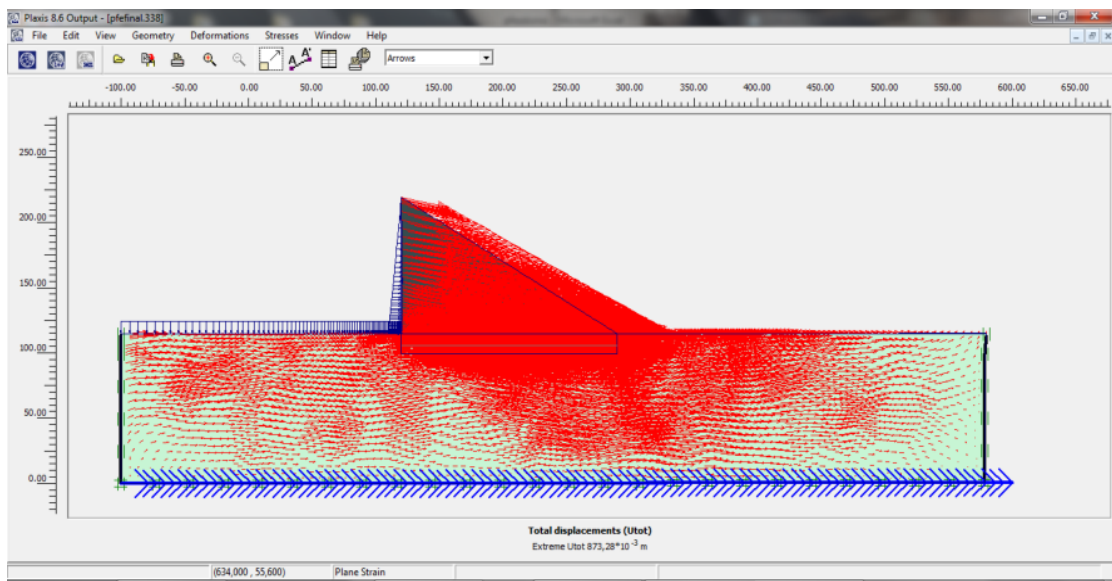 Plaxis 8.6 Output - [pfefinal.338]
File Edit View Geometry Deformations Stresses Window Help
Arrows
-100.00 -50.00 0.00 50.00 100.00 150.00 200.00 250.00 300.00 350.00 400.00 450.00 500.00 550.00 600.00 650.00
250.00
200.00
150.00
100.00
50.00
0.00
Total displacements (Utot)
Extreme Utot 873,28*10 -3 m
(634,000 , 55,600) Plane Strain